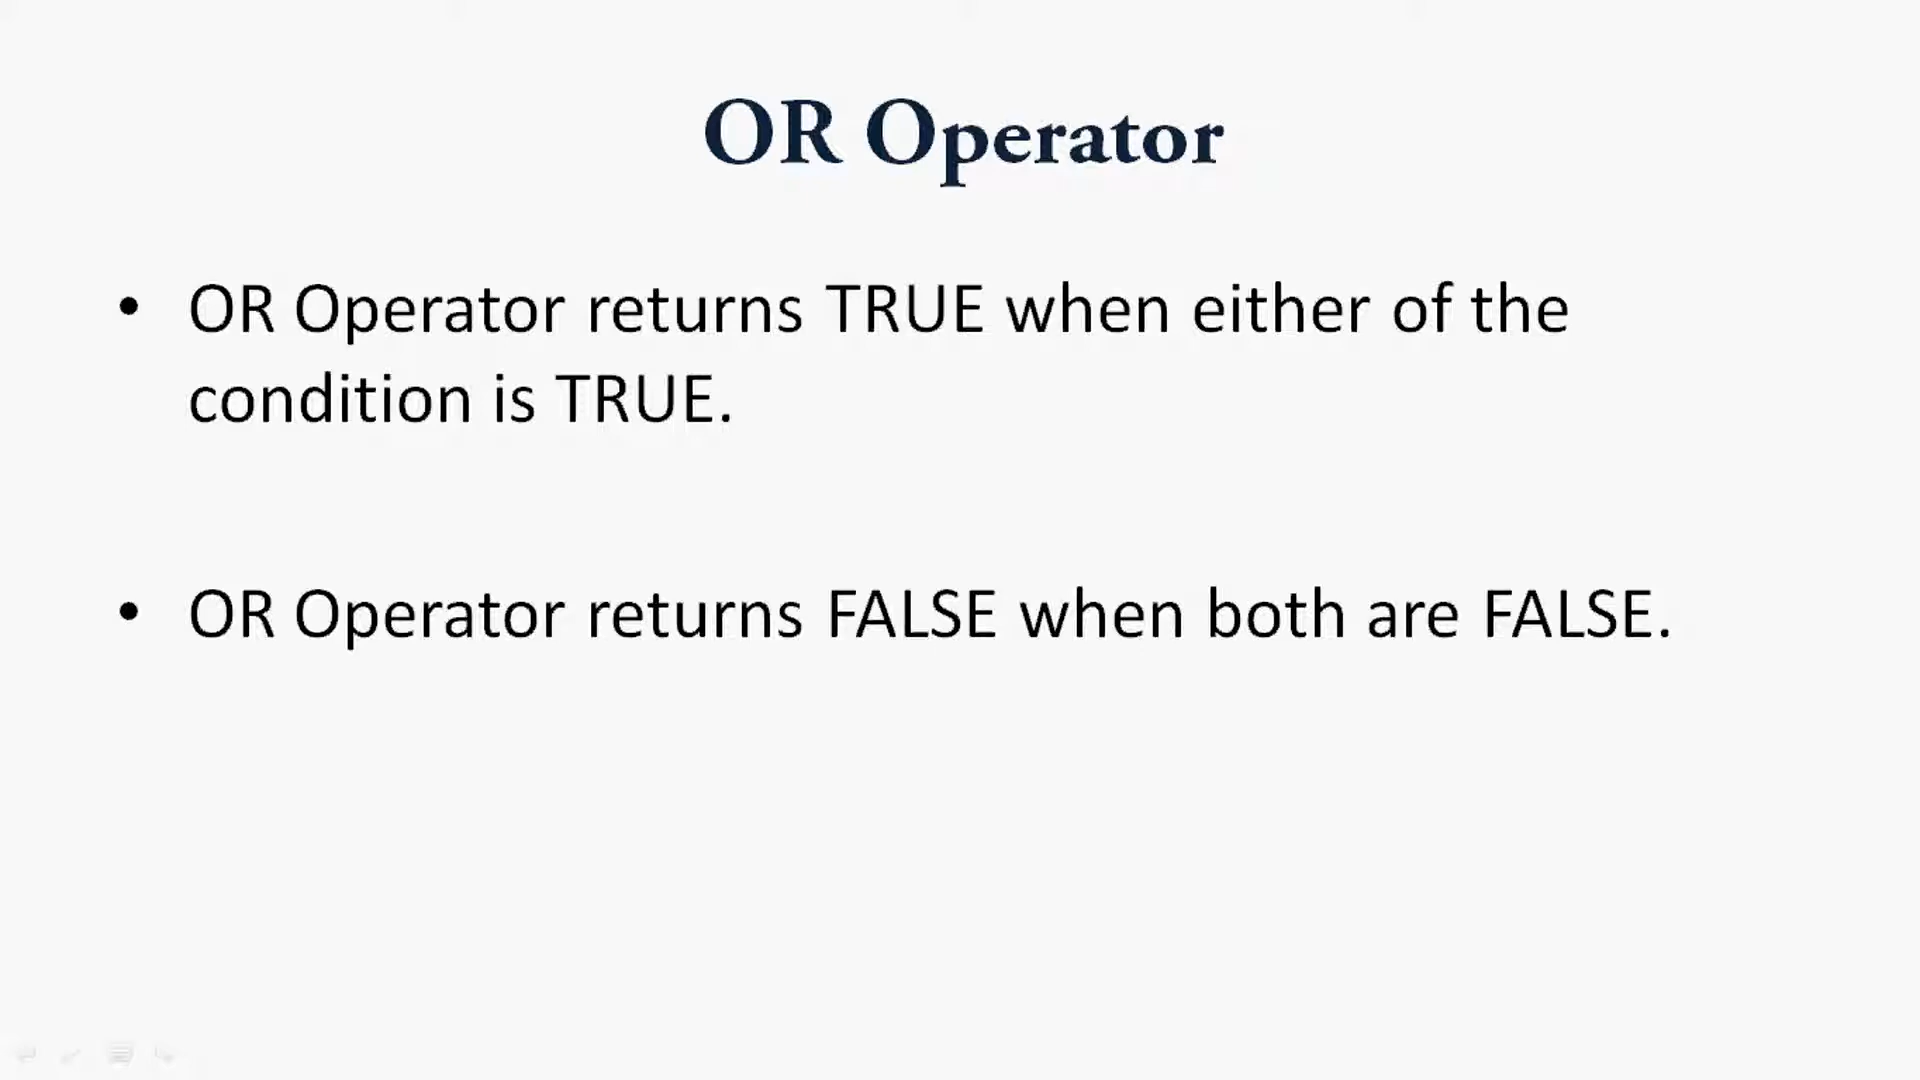 OR Operator
• OR Operator returns TRUE when either of the
condition is TRUE.
• OR Operator returns FALSE when both are FALSE.